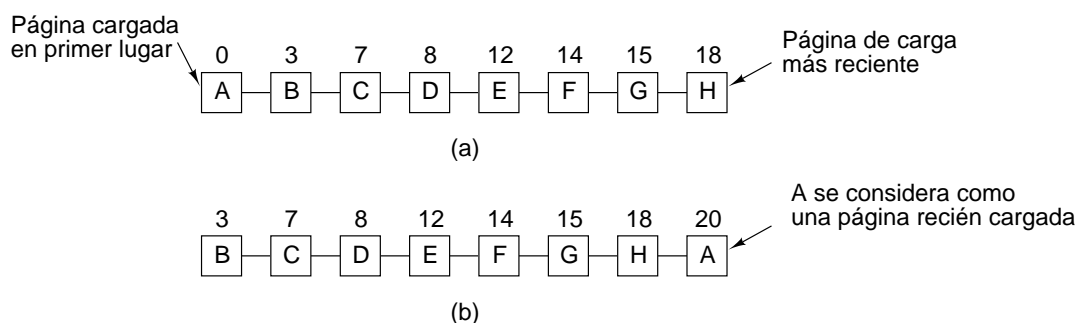 Página cargada
en primer lugar
0 3 7 8 12 14 15 18
A B C D E F G H
Página de carga
más reciente
(a)
3 7 8 12 14 15 18 20
B C D E F G H A
A se considera como
una página recién cargada
(b)